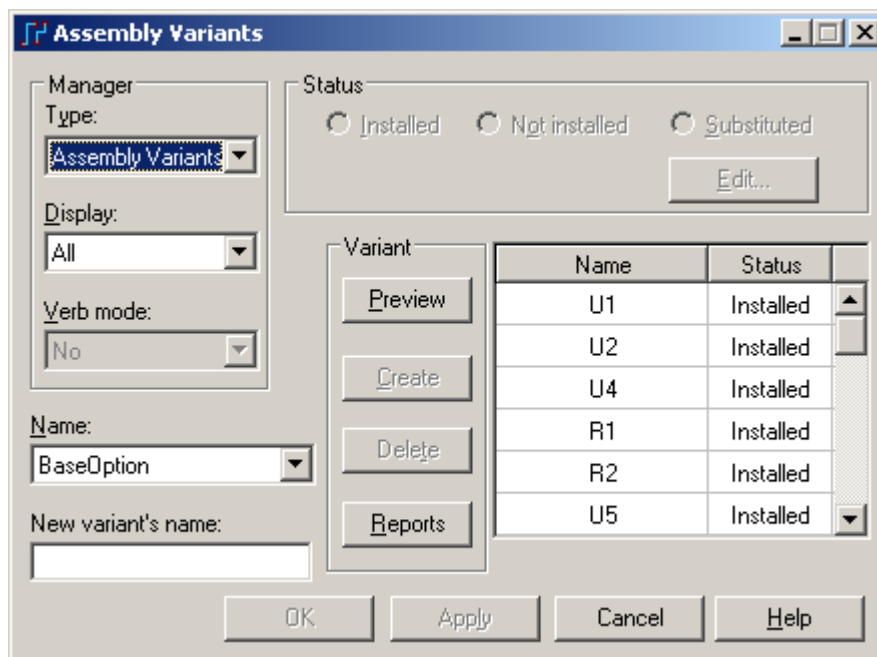 Assembly Variants
Manager
Type:
Assembly Variants
Display:
All
Verb mode:
No
Status
Installed Not installed Substituted
Edit...
Variant
Preview
Create
Delete
Reports
Name Status
U1 Installed
U2 Installed
U4 Installed
R1 Installed
R2 Installed
U5 Installed
Name:
BaseOption
New variant's name:
OK Apply Cancel Help